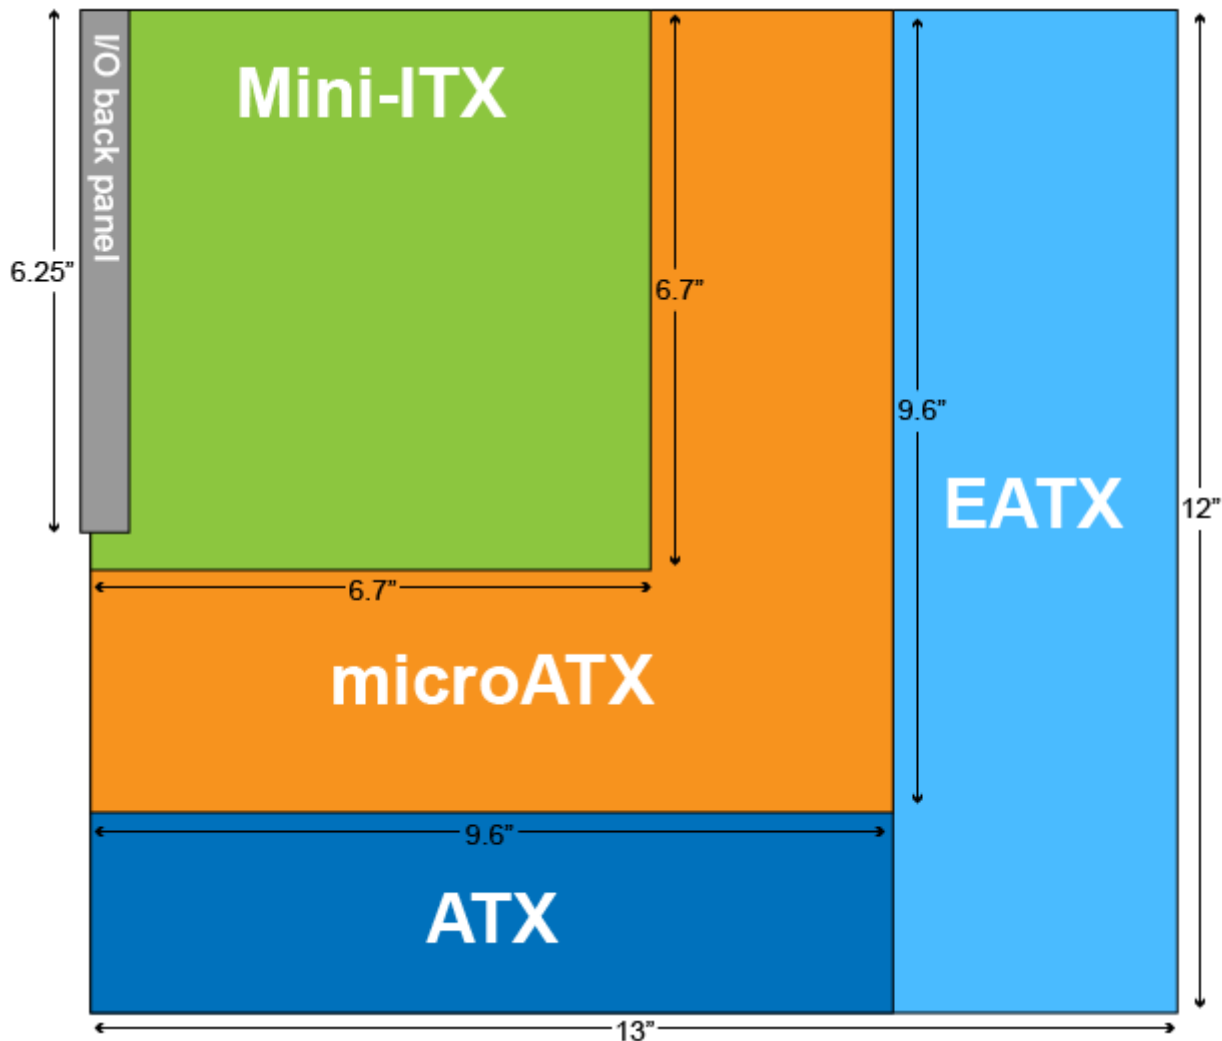 I/O back panel
Mini-ITX
6.25”
6.7”
9.6”
EATX
12”
6.7”
microATX
9.6”
ATX
13”